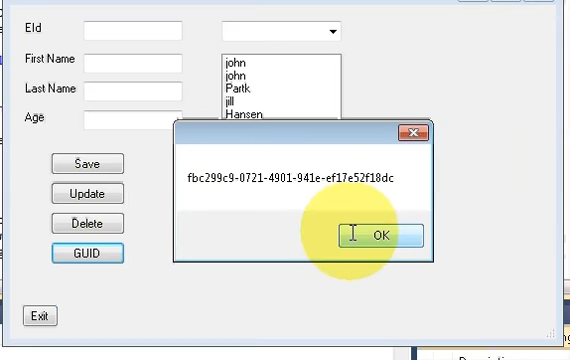 EId
First Name
Last Name
Age
john
john
Partk
jill
Hansen
fbc299c9-0721-4901-941e-ef17e52f18dc
OK
Save
Update
Delete
GUID
Exit